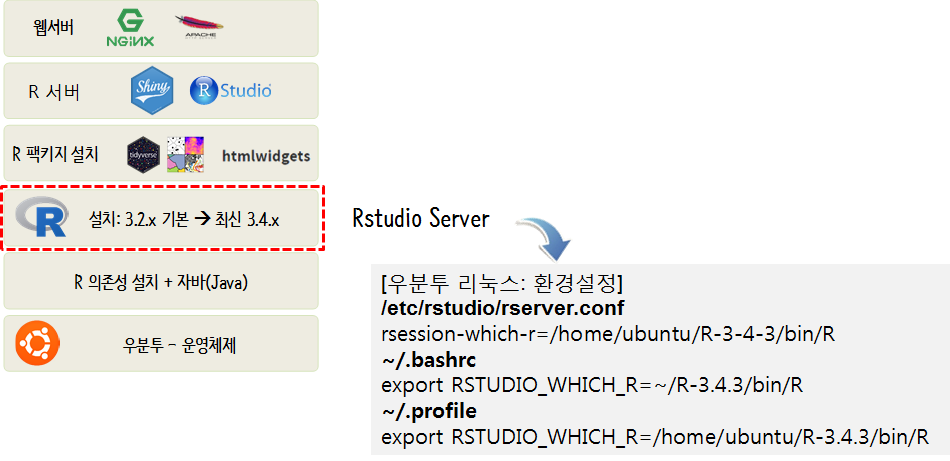 웹서버
NGiNX
APACHE
R 서버
Shiny
R Studio
R 팩키지 설치
tidyverse
htmlwidgets
R
설치: 3.2.x 기본 → 최신 3.4.x
R 의존성 설치 + 자바(Java)
우분투 - 운영체제
Rstudio Server
[우분투 리눅스: 환경설정]
/etc/rstudio/rserver.conf
rsession-which-r=/home/ubuntu/R-3-4-3/bin/R
~/.bashrc
export RSTUDIO_WHICH_R=~/R-3.4.3/bin/R
~/.profile
export RSTUDIO_WHICH_R=/home/ubuntu/R-3.4.3/bin/R